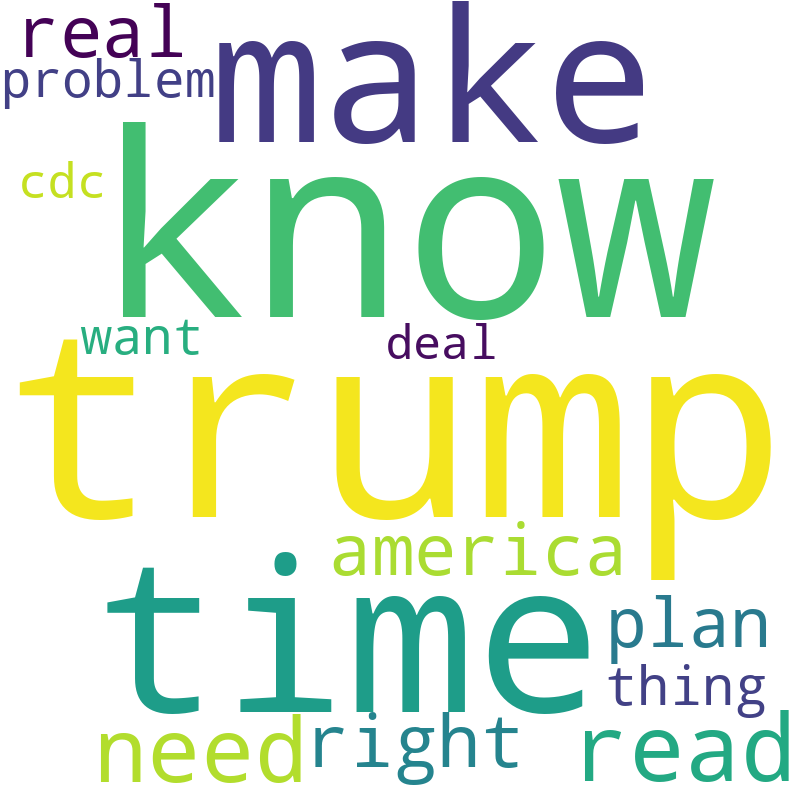 real
make
problem
know
cdc
want
deal
trump
america
time
plan
thing
need
right
read